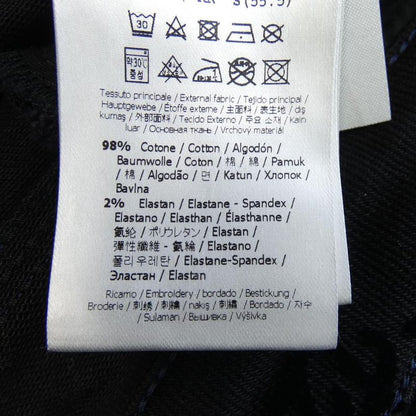 30
약30℃
중성
Tessuto principale / External fabric / Tejido principal /
Hauptgewebe / Étoffe externe / 主面料 / 表生地 / dış
kumaş / 外部面料 / Tecido Externo / 주요 소재 / Kain
luar / Основная ткань / Vrchový materiál
98% Cotone / Cotton / Algodón /
Baumwolle / Coton / 棉 / 綿 / Pamuk
/ 棉 / Algodão / 면 / Katun / Хлопок /
Bavlna
2% Elastan / Elastane - Spandex /
Elastano / Elasthan / Élasthanne /
氨纶 / ポリウレタン / Elastan /
彈性纖維 - 氨綸 / Elastano /
폴리우레탄 / Elastane-Spandex /
Эластан / Elastan
Ricamo / Embroidery / bordado / Bestickung /
Broderie / 刺绣 / 刺繍 / nakış / 刺繡 / Bordado / 자수
/ Sulaman / Вышивка / Výšivka